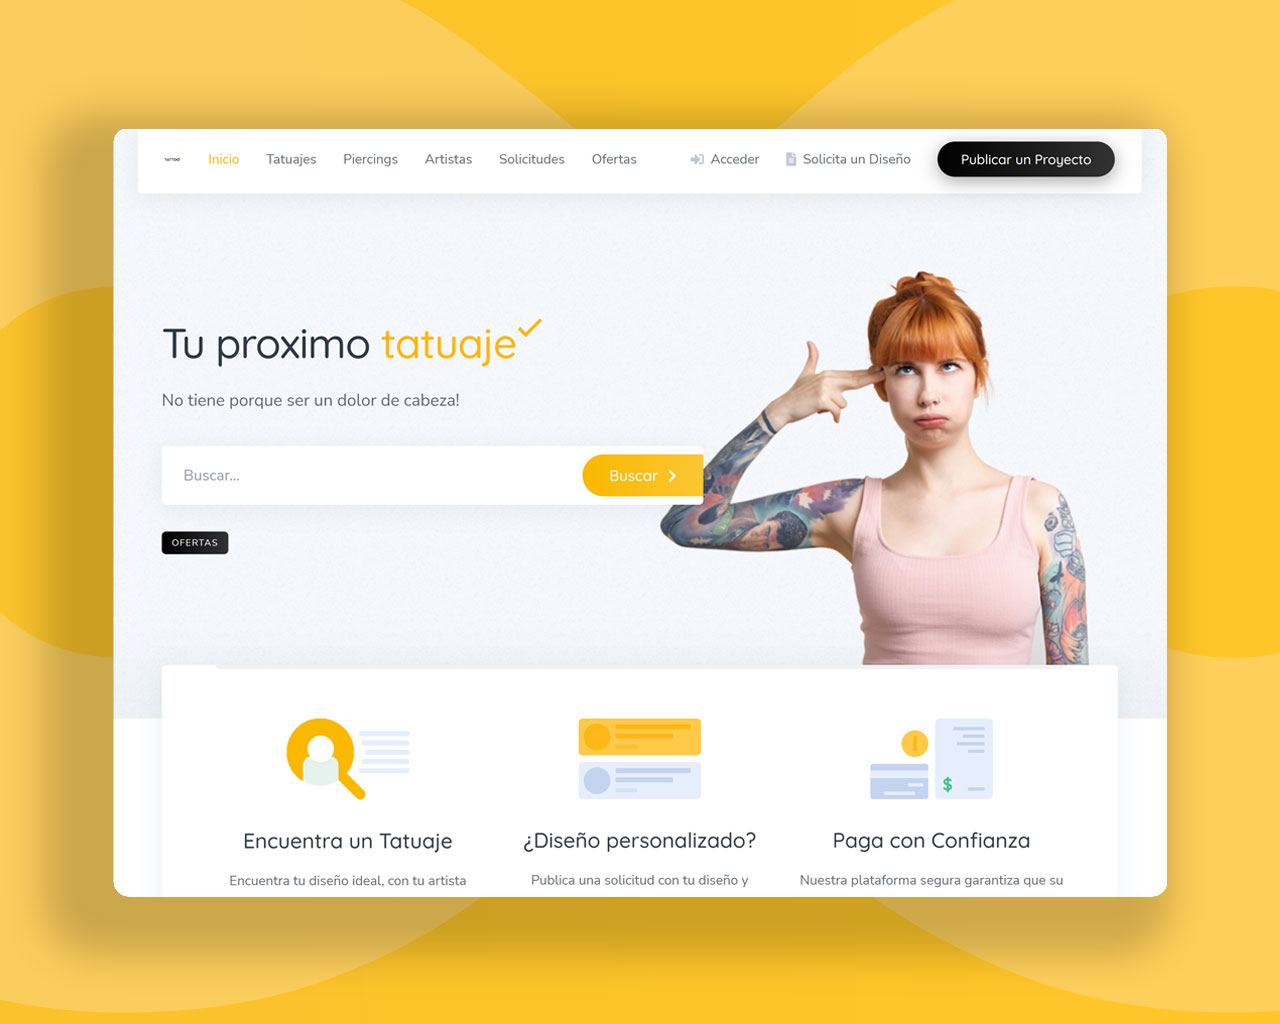 Inicio Tatuajes Piercings Artistas Solicitudes Ofertas Acceder Solicita un Diseño Publicar un Proyecto
Tu proximo tatuaje
No tiene porque ser un dolor de cabeza!
Buscar... Buscar
OFERTAS
$
Encuentra un Tatuaje ¿Diseño personalizado? Paga con Confianza
Encuentra tu diseño ideal, con tu artista Publica una solicitud con tu diseño y Nuestra plataforma segura garantiza que su